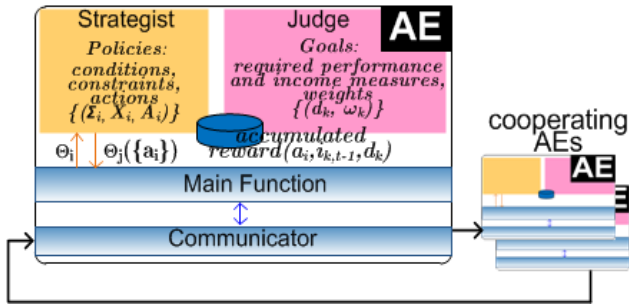 Strategist
Policies:
conditions,
constraints,
actions
{(Σi, Xi, Ai)}
Judge
AE
Goals:
required performance
and income measures,
weights
{(dk, ωk)}
Θi
Θj({ai})
accumulated
reward(ai,ik,t-1,dk)
Main Function
Communicator
cooperating
AEs
AE
E